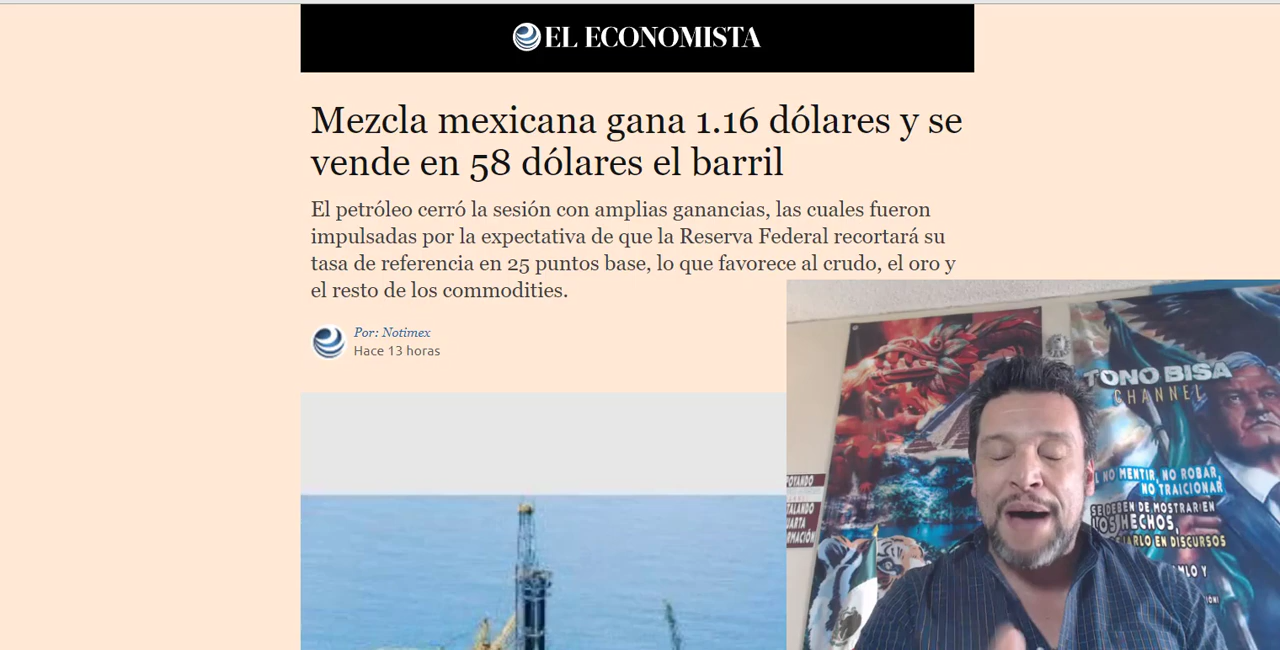 EL ECONOMISTA
Mezcla mexicana gana 1.16 dólares y se
vende en 58 dólares el barril
El petróleo cerró la sesión con amplias ganancias, las cuales fueron
impulsadas por la expectativa de que la Reserva Federal recortará su
tasa de referencia en 25 puntos base, lo que favorece al crudo, el oro y
el resto de los commodities.
Por: Notimex
Hace 13 horas
TONO BISA
CHANNEL
NO MENTIR, NO ROBAR,
NO TRAICIONAR
SE DEBEN DE MOSTRAR EN
LOS HECHOS,
EN DISCURSOS